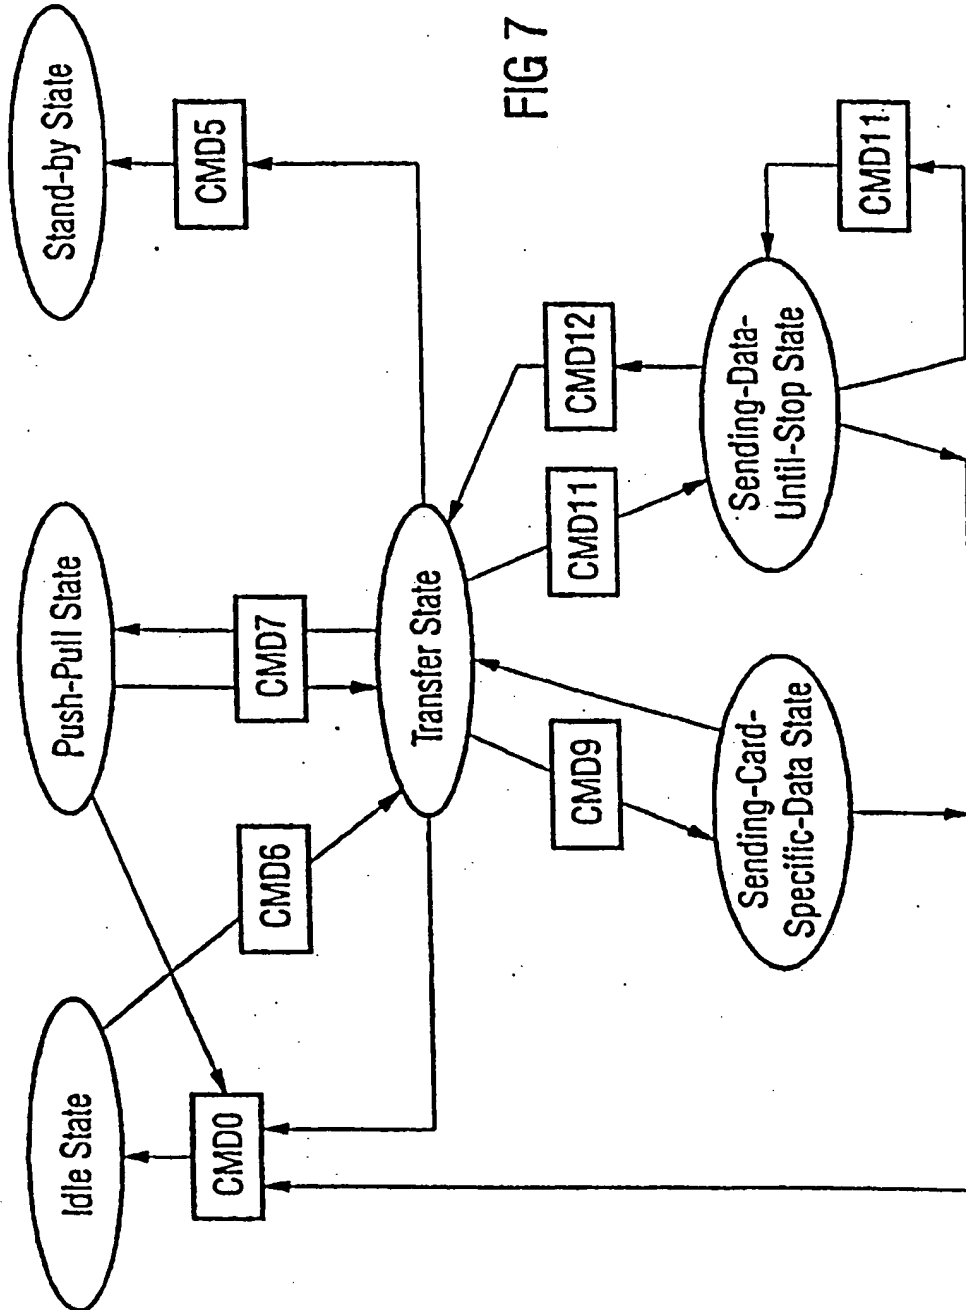 Idle State
Push-Pull State
Stand-by State
CMD0
CMD6
CMD7
CMD5
Transfer State
FIG 7
CMD9
CMD11
CMD12
Sending-Card-
Specific-Data State
Sending-Data-
Until-Stop State
CMD11